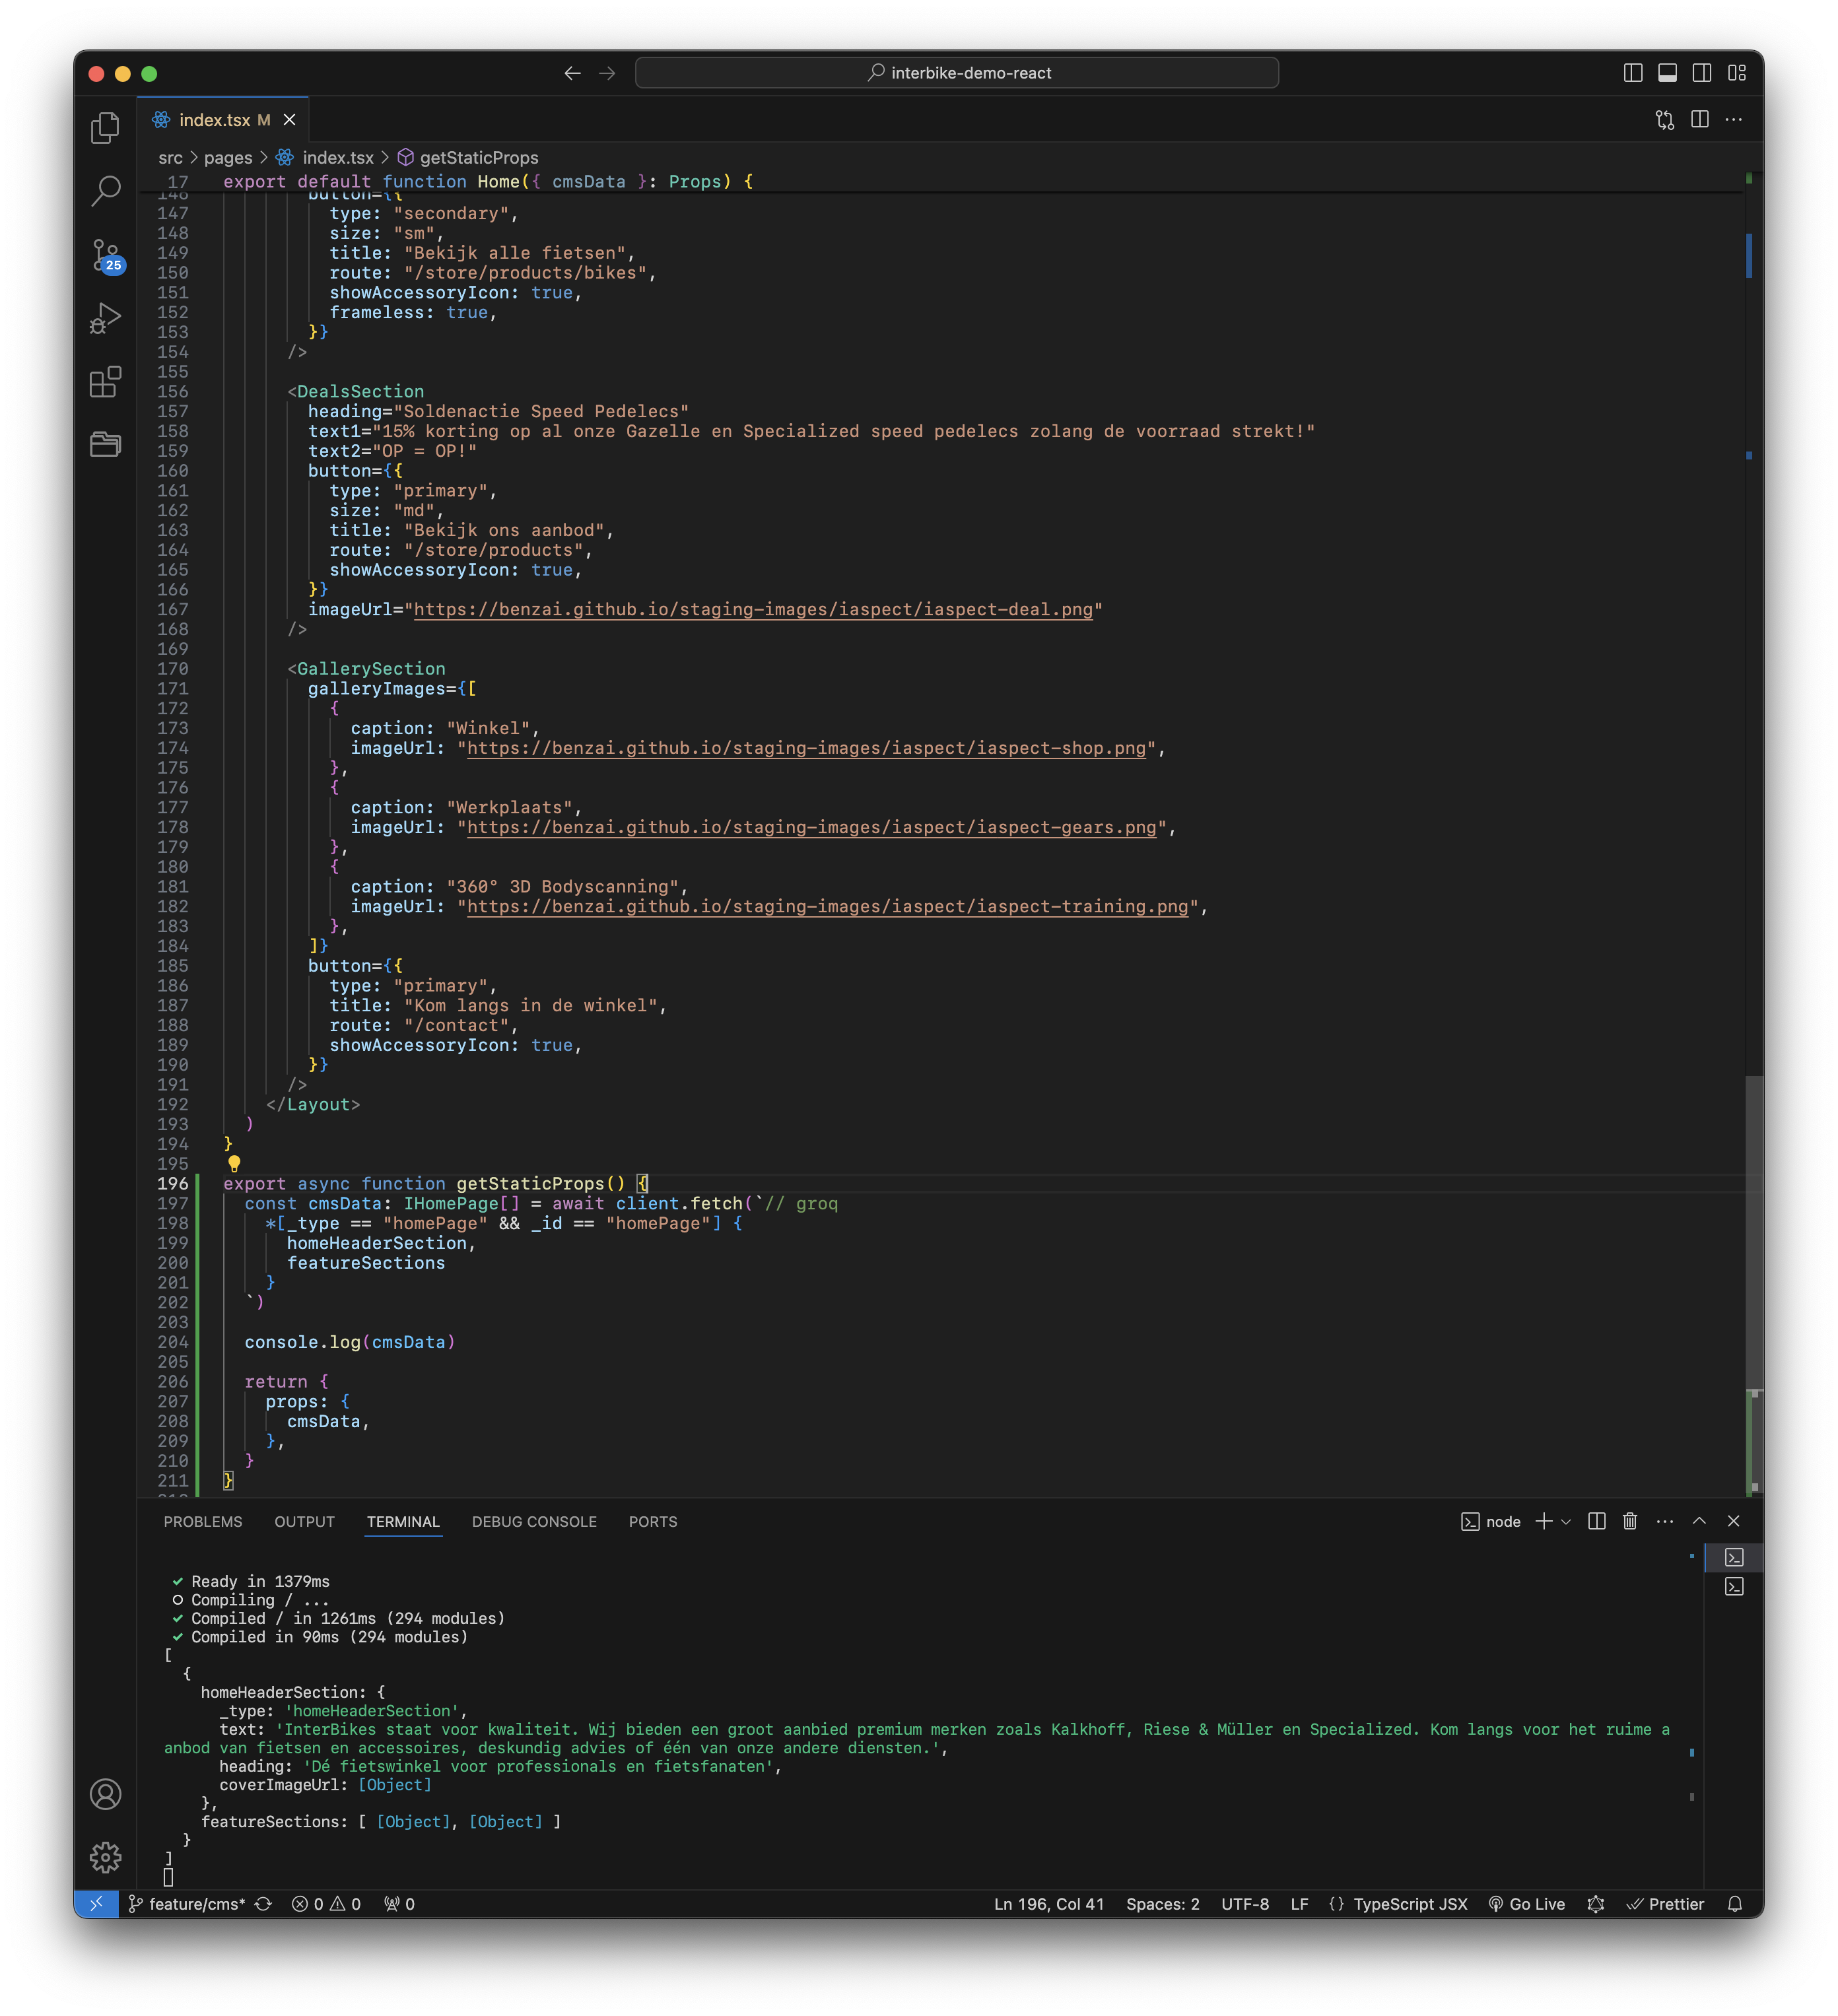 interbike-demo-react
index.tsx M
src > pages > index.tsx > getStaticProps
17 export default function Home({ cmsData }: Props) {
146 button={{
147 type: "secondary",
148 size: "sm",
149 title: "Bekijk alle fietsen",
150 route: "/store/products/bikes",
151 showAccessoryIcon: true,
152 frameless: true,
153 }}
154 />
155
156 <DealsSection
157 heading="Soldenactie Speed Pedelecs"
158 text1="15% korting op al onze Gazelle en Specialized speed pedelecs zolang de voorraad strekt!"
159 text2="OP = OP!"
160 button={{
161 type: "primary",
162 size: "md",
163 title: "Bekijk ons aanbod",
164 route: "/store/products",
165 showAccessoryIcon: true,
166 }}
167 imageUrl="https://benzai.github.io/staging-images/iaspect/iaspect-deal.png"
168 />
169
170 <GallerySection
171 galleryImages={[
172 {
173 caption: "Winkel",
174 imageUrl: "https://benzai.github.io/staging-images/iaspect/iaspect-shop.png",
175 },
176 {
177 caption: "Werkplaats",
178 imageUrl: "https://benzai.github.io/staging-images/iaspect/iaspect-gears.png",
179 },
180 {
181 caption: "360° 3D Bodyscanning",
182 imageUrl: "https://benzai.github.io/staging-images/iaspect/iaspect-training.png",
183 },
184 ]}
185 button={{
186 type: "primary",
187 title: "Kom langs in de winkel",
188 route: "/contact",
189 showAccessoryIcon: true,
190 }}
191 />
192 </Layout>
193 )
194 }
195
196 export async function getStaticProps() {
197 const cmsData: IHomePage[] = await client.fetch(`// groq
198 *[_type == "homePage" && _id == "homePage"] {
199 homeHeaderSection,
200 featureSections
201 }
202 `)
203
204 console.log(cmsData)
205
206 return {
207 props: {
208 cmsData,
209 },
210 }
211 }
25
PROBLEMS OUTPUT TERMINAL DEBUG CONSOLE PORTS node
✓ Ready in 1379ms
○ Compiling / ...
✓ Compiled / in 1261ms (294 modules)
✓ Compiled in 90ms (294 modules)
[
{
homeHeaderSection: {
_type: 'homeHeaderSection',
text: 'InterBikes staat voor kwaliteit. Wij bieden een groot aanbied premium merken zoals Kalkhoff, Riese & Müller en Specialized. Kom langs voor het ruime a
anbod van fietsen en accessoires, deskundig advies of één van onze andere diensten.',
heading: 'Dé fietswinkel voor professionals en fietsfanaten',
coverImageUrl: [Object]
},
featureSections: [ [Object], [Object] ]
}
]
feature/cms* 0 0 0 Ln 196, Col 41 Spaces: 2 UTF-8 LF {} TypeScript JSX Go Live Prettier